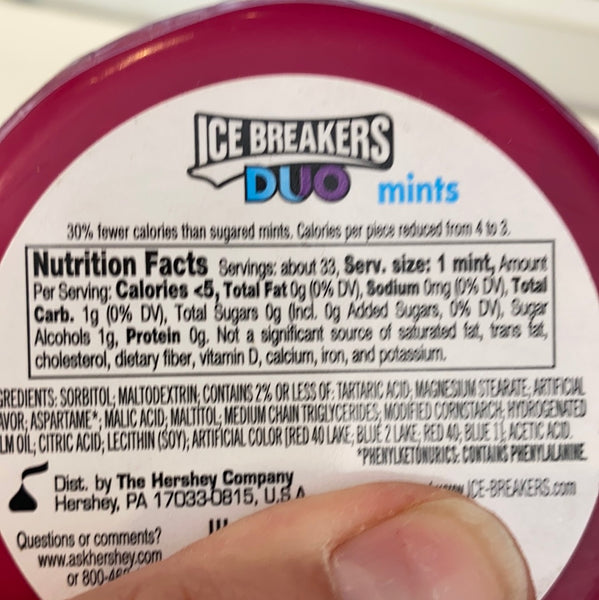 ICE BREAKERS
DUO mints
30% fewer calories than sugared mints. Calories per piece reduced from 4 to 3.
Nutrition Facts Servings: about 33, Serv. size: 1 mint, Amount
Per Serving: Calories <5, Total Fat 0g (0% DV), Sodium 0mg (0% DV), Total
Carb. 1g (0% DV), Total Sugars 0g (Incl. 0g Added Sugars, 0% DV), Sugar
Alcohols 1g, Protein 0g. Not a significant source of saturated fat, trans fat,
cholesterol, dietary fiber, vitamin D, calcium, iron, and potassium.
GREDIENTS: SORBITOL; MALTODEXTRIN; CONTAINS 2% OR LESS OF: TARTARIC ACID; MAGNESIUM STEARATE; ARTIFICIAL
AVOR; ASPARTAME*; MALIC ACID; MALTITOL; MEDIUM CHAIN TRIGLYCERIDES; MODIFIED CORNSTARCH; HYDROGENATED
LM OIL; CITRIC ACID; LECITHIN (SOY); ARTIFICIAL COLOR [RED 40 LAKE; BLUE 2 LAKE; RED 40; BLUE 1]; ACETIC ACID.
*PHENYLKETONURICS: CONTAINS PHENYLALANINE.
Dist. by The Hershey Company
Hershey, PA 17033-0815, U.S.A.
ICE-BREAKERS.com
Questions or comments?
www.askhershey.com
or 800-46